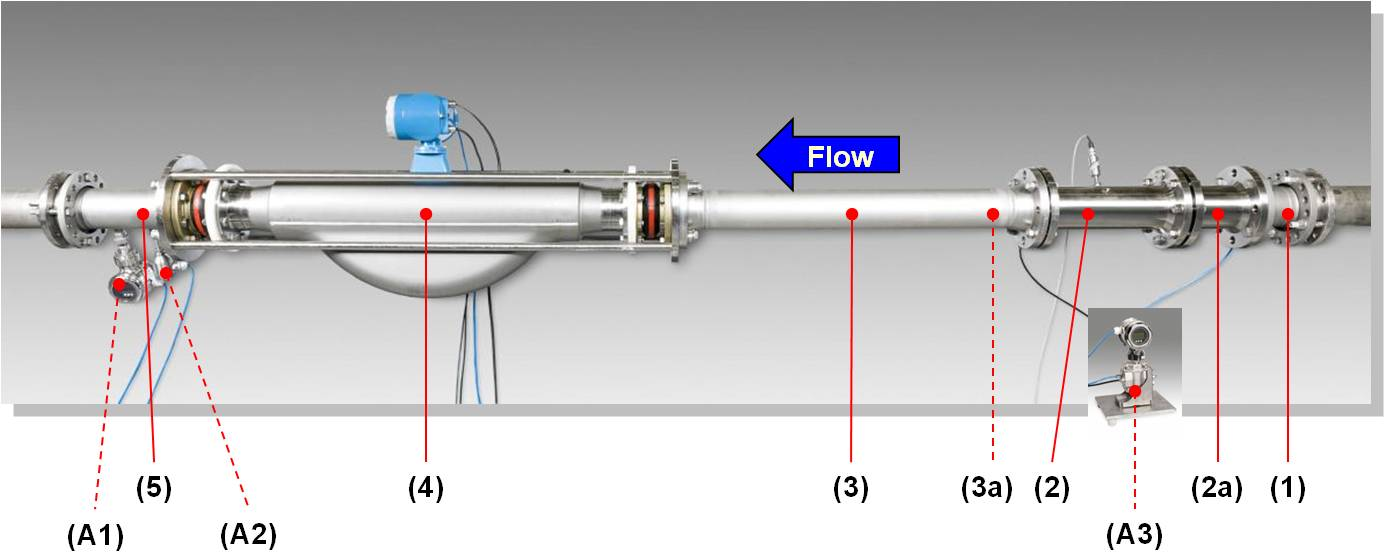 Flow
(5) (4) (3) (3a) (2) (2a) (1)
(A1) (A2) (A3)